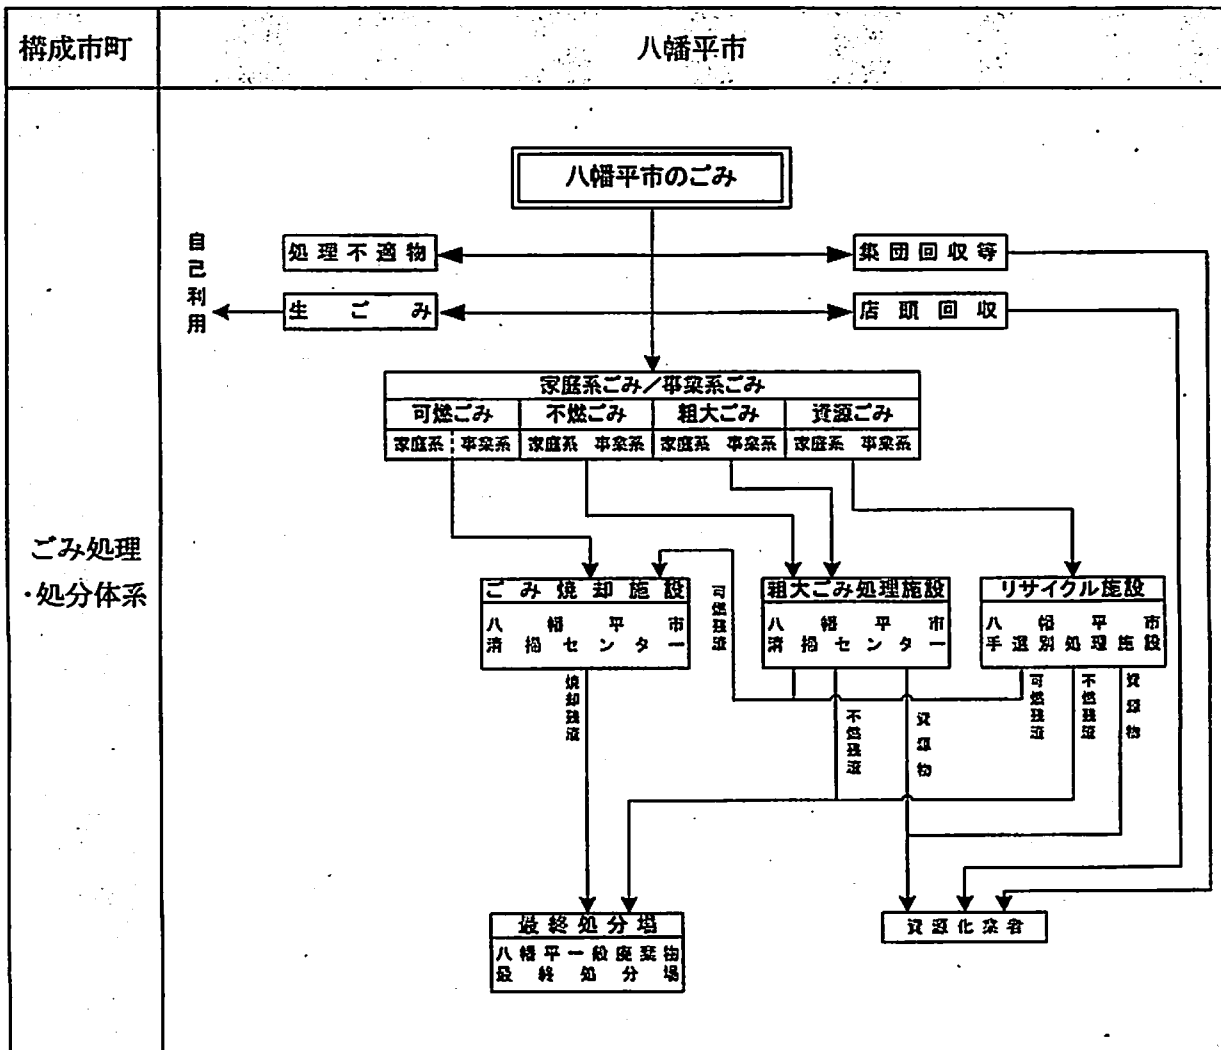 構成市町
八幡平市
八幡平市のごみ
自己利用
処理不適物
集団回収等
生ごみ
店頭回収
家庭系ごみ／事業系ごみ
可燃ごみ 不燃ごみ 粗大ごみ 資源ごみ
家庭系 事業系 家庭系 事業系 家庭系 事業系 家庭系 事業系
ごみ処理
・処分体系
ごみ焼却施設
八幡平市
清掃センター
可燃残渣
粗大ごみ処理施設
八幡平市
清掃センター
リサイクル施設
八幡平市
手選別処理施設
焼却残渣
不燃残渣
資源物
可燃残渣
不燃残渣
資源物
最終処分場
八幡平一般廃棄物
最終処分場
資源化業者